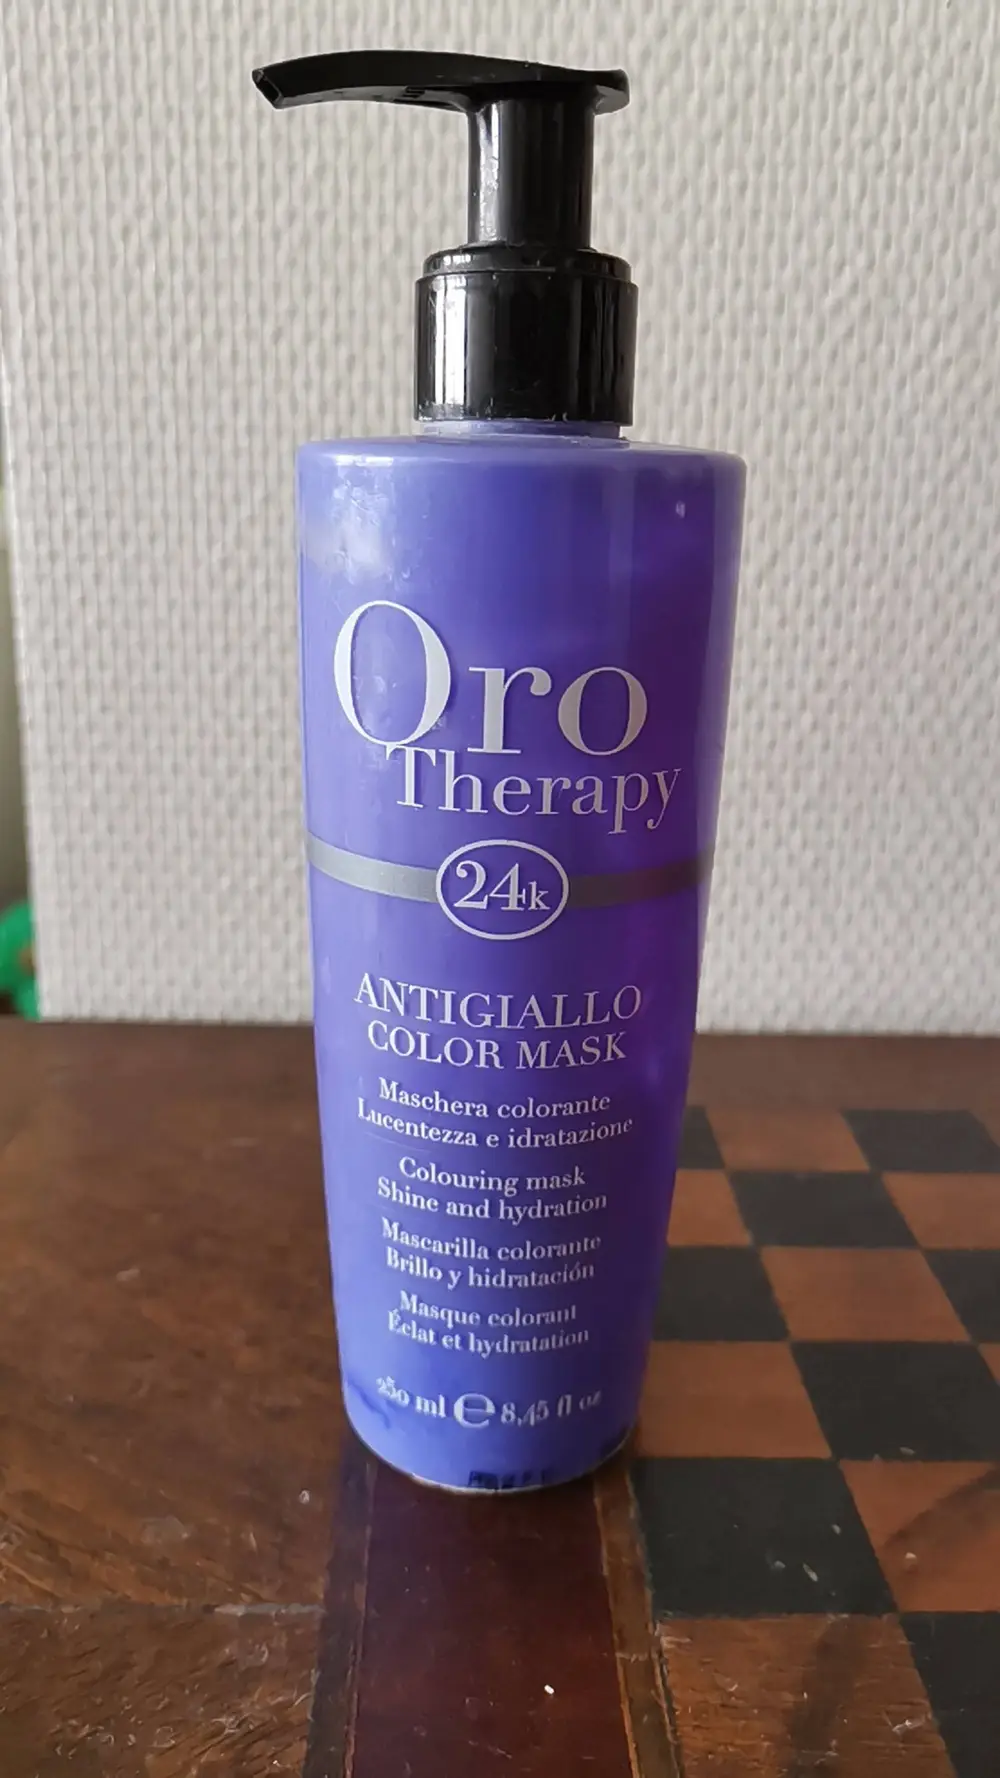 Oro
Therapy
24k
ANTIGIALLO
COLOR MASK
Maschera colorante
Lucentezza e idratazione
Colouring mask
Shine and hydration
Mascarilla colorante
Brillo y hidratación
Masque colorant
Éclat et hydratation
250 ml e 8,45 fl oz